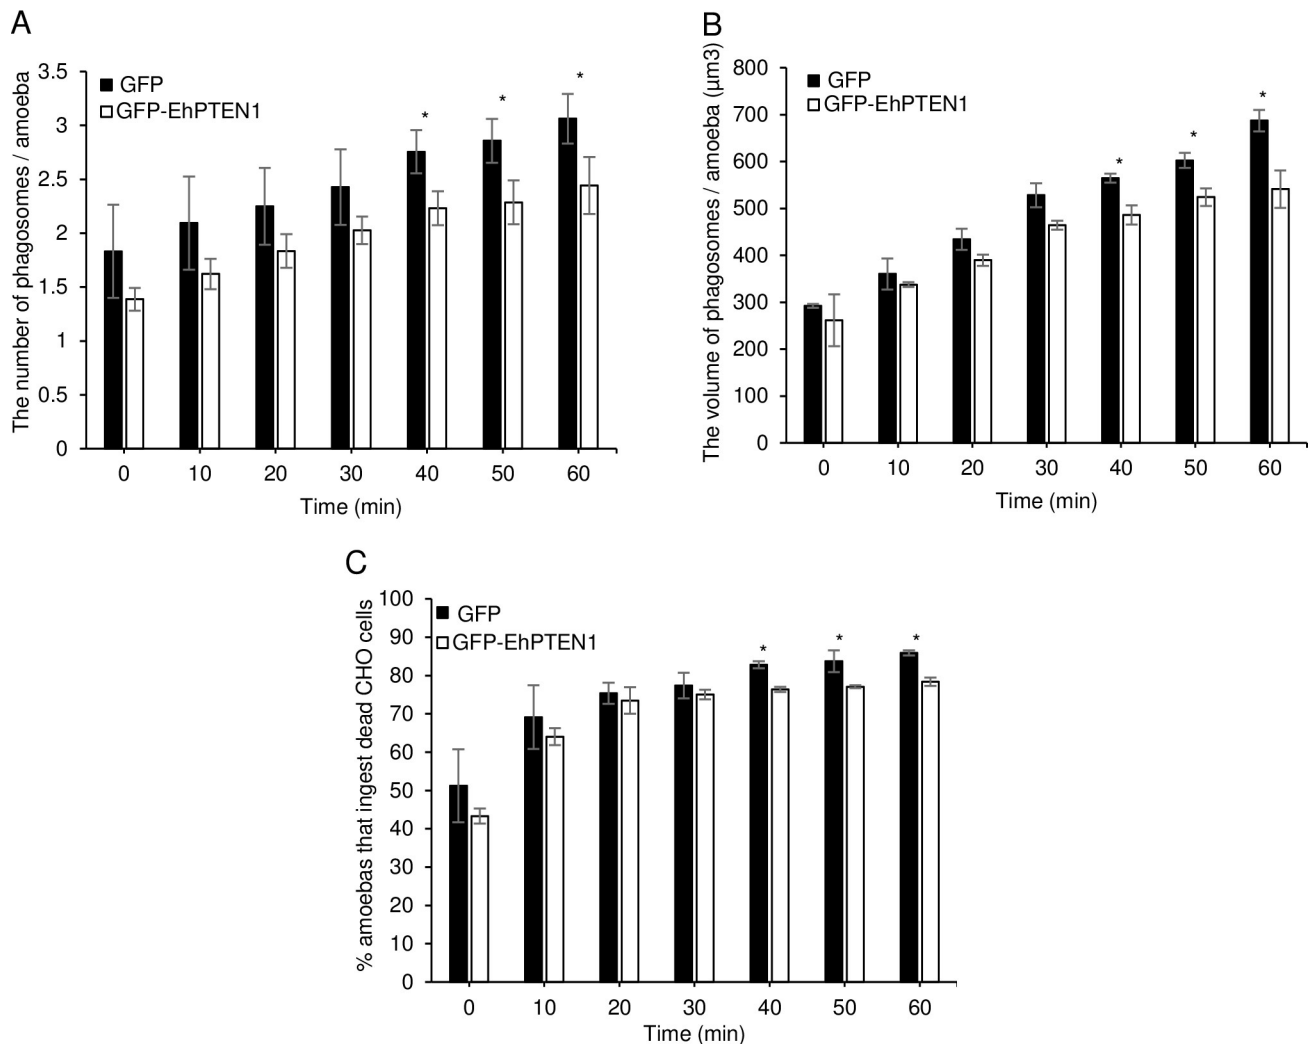 A
The number of phagosomes / amoeba
3.5
3
2.5
2
1.5
1
0.5
0
GFP
GFP-EhPTEN1
* * *
0 10 20 30 40 50 60
Time (min)
B
The volume of phagosomes / amoeba (µm3)
800
700
600
500
400
300
200
100
0
GFP
GFP-EhPTEN1
* * *
0 10 20 30 40 50 60
Time (min)
C
% amoebas that ingest dead CHO cells
100
90
80
70
60
50
40
30
20
10
0
GFP
GFP-EhPTEN1
* * *
0 10 20 30 40 50 60
Time (min)